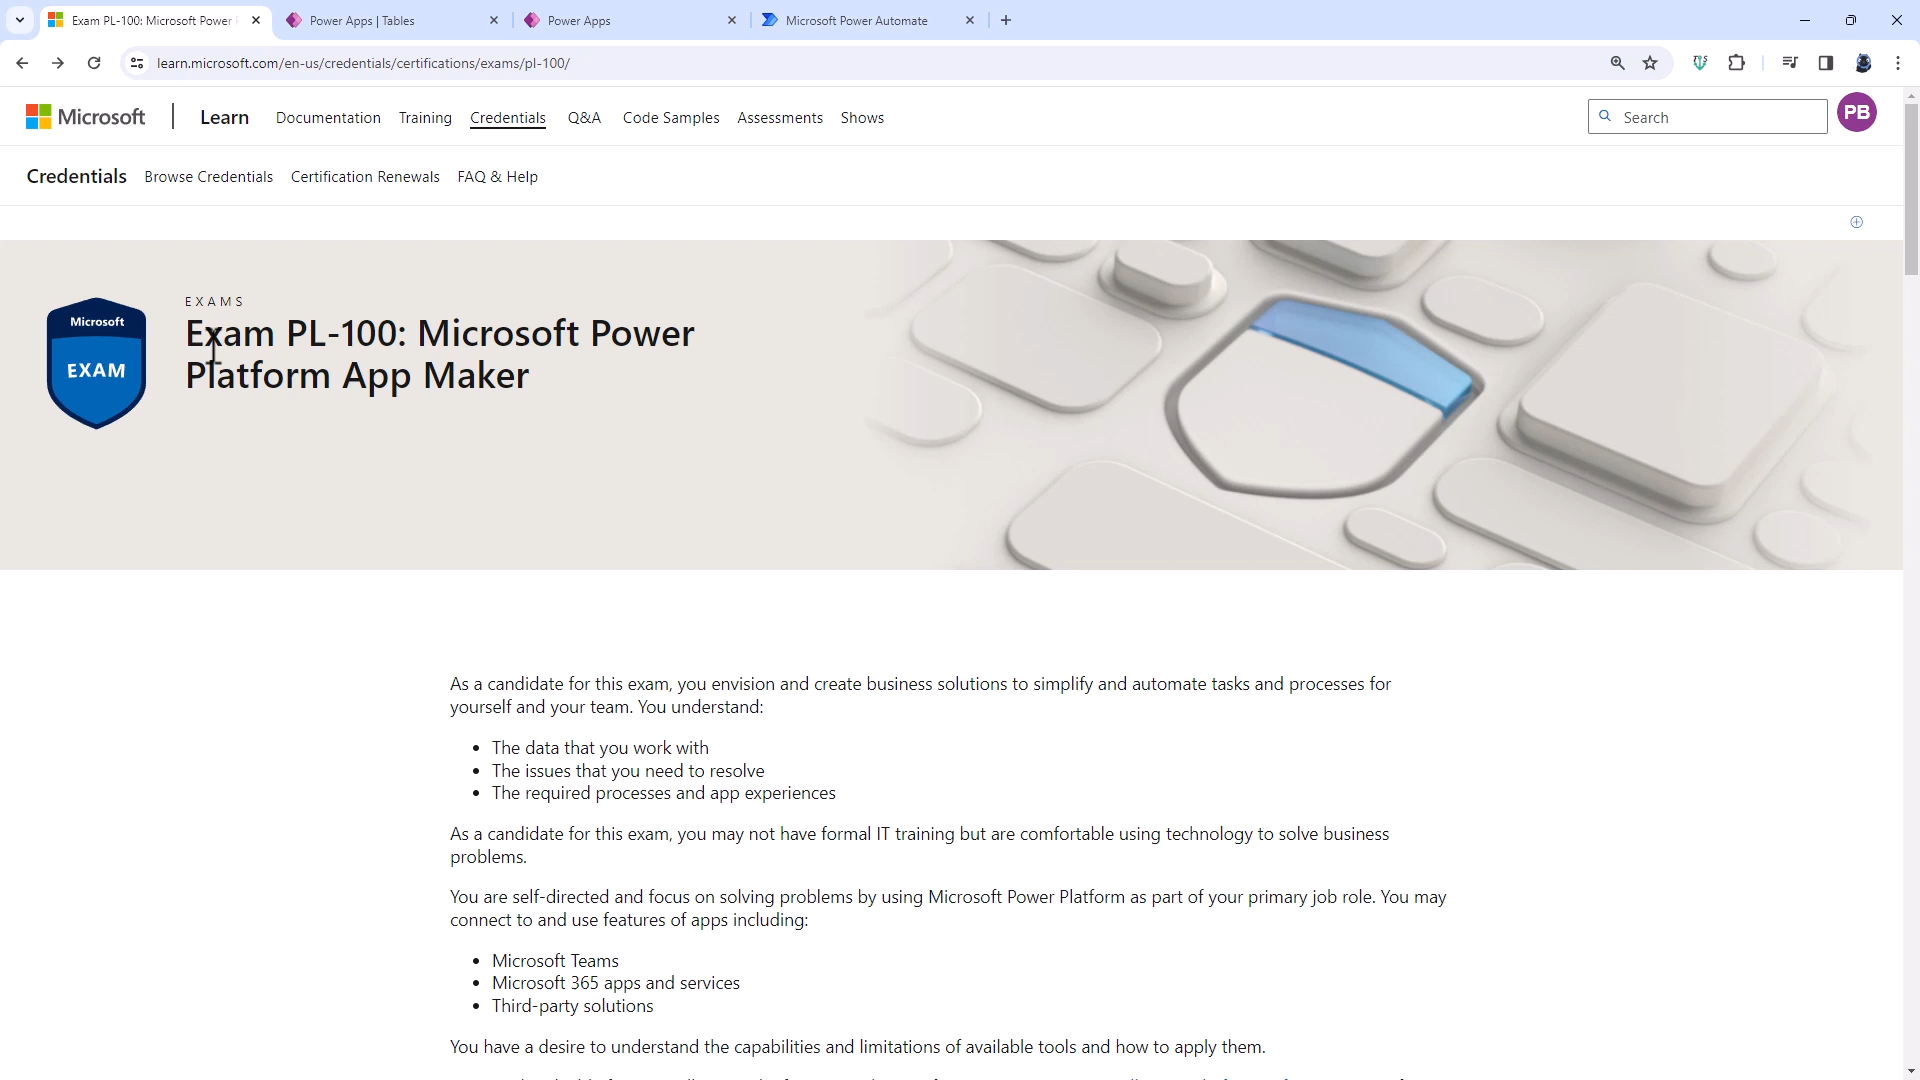 Exam PL-100: Microsoft Power
Power Apps | Tables
Power Apps
Microsoft Power Automate
learn.microsoft.com/en-us/credentials/certifications/exams/pl-100/
Microsoft
Learn
Documentation
Training
Credentials
Q&A
Code Samples
Assessments
Shows
Search
PB
Credentials
Browse Credentials
Certification Renewals
FAQ & Help
Microsoft
EXAM
EXAMS
Exam PL-100: Microsoft Power
Platform App Maker
As a candidate for this exam, you envision and create business solutions to simplify and automate tasks and processes for
yourself and your team. You understand:
• The data that you work with
• The issues that you need to resolve
• The required processes and app experiences
As a candidate for this exam, you may not have formal IT training but are comfortable using technology to solve business
problems.
You are self-directed and focus on solving problems by using Microsoft Power Platform as part of your primary job role. You may
connect to and use features of apps including:
• Microsoft Teams
• Microsoft 365 apps and services
• Third-party solutions
You have a desire to understand the capabilities and limitations of available tools and how to apply them.